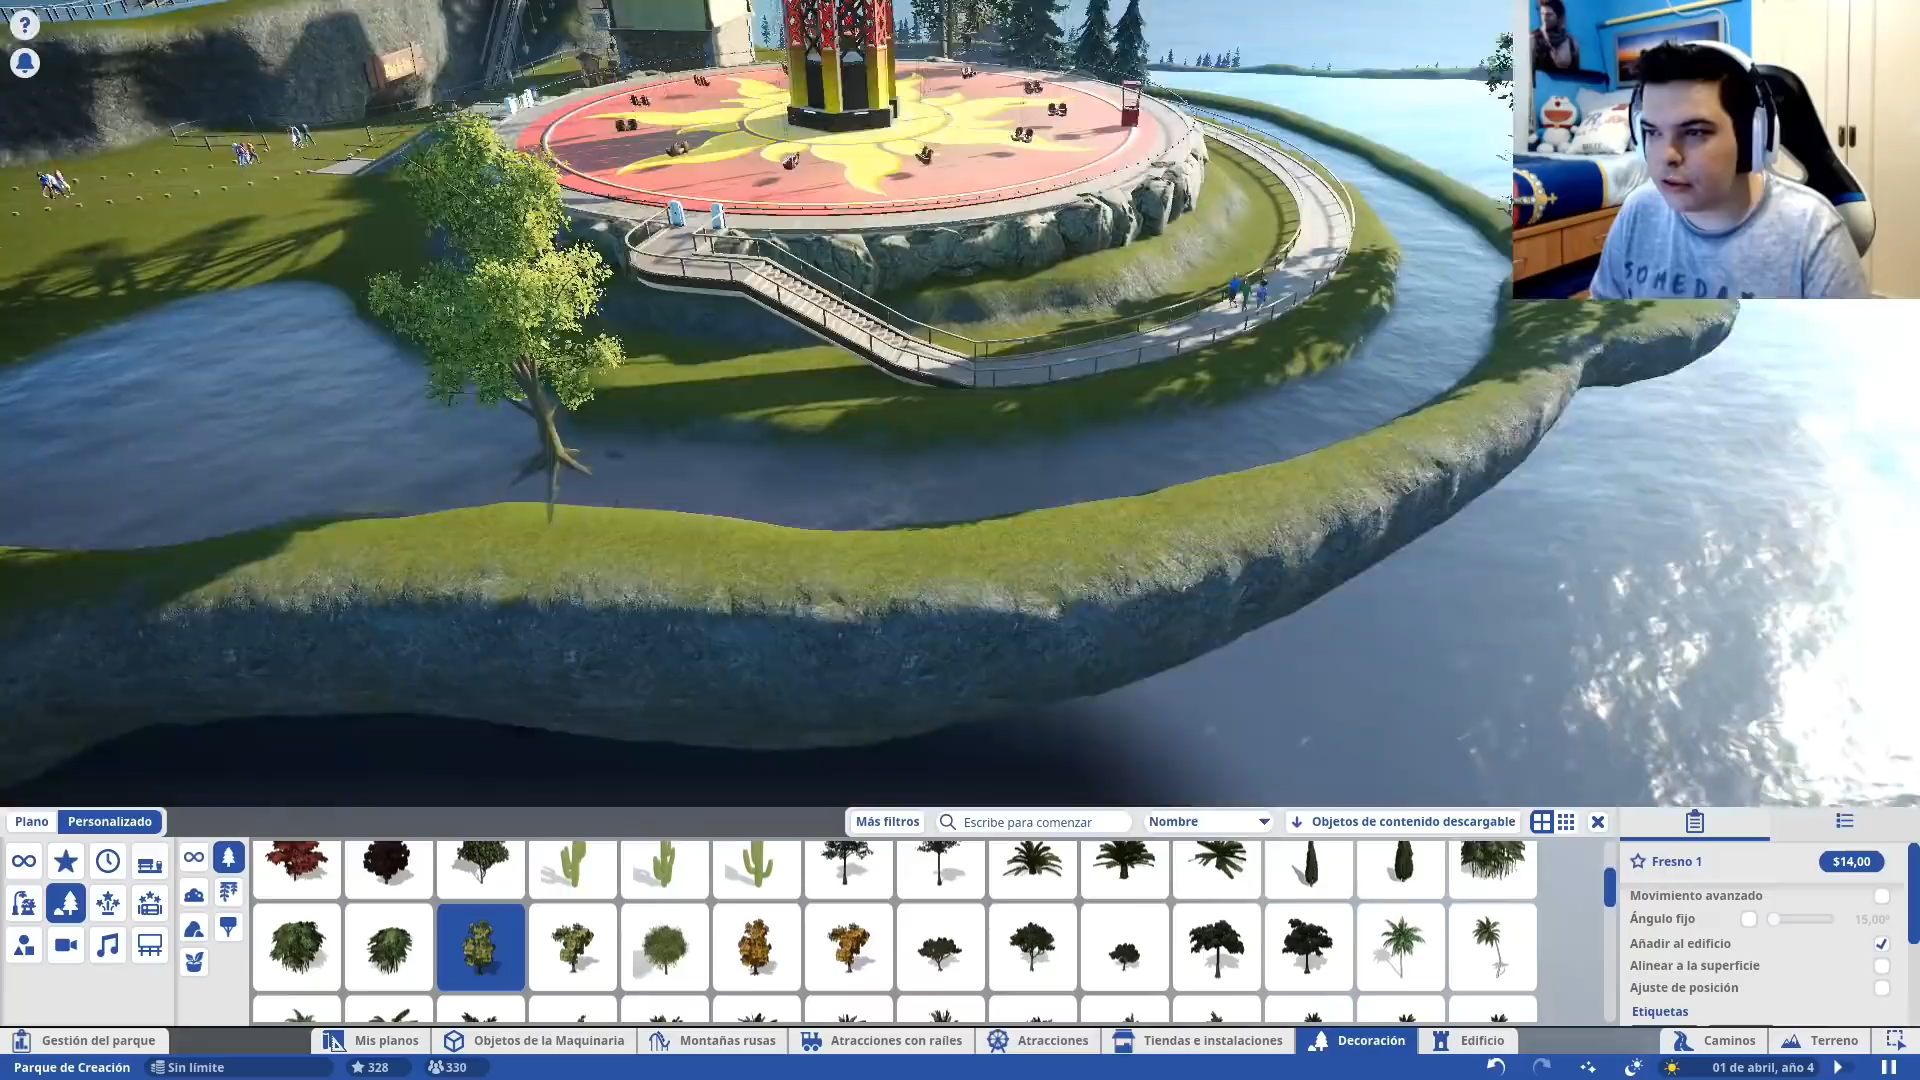 ?
SOMEDAY
Plano
Personalizado
Más filtros
Escribe para comenzar
Nombre
Objetos de contenido descargable
Fresno 1
$14,00
Movimiento avanzado
Ángulo fijo
15,00°
Añadir al edificio
Alinear a la superficie
Ajuste de posición
Etiquetas
Gestión del parque
Mis planos
Objetos de la Maquinaria
Montañas rusas
Atracciones con raíles
Atracciones
Tiendas e instalaciones
Decoración
Edificio
Caminos
Terreno
Parque de Creación
Sin límite
328
330
01 de abril, año 4